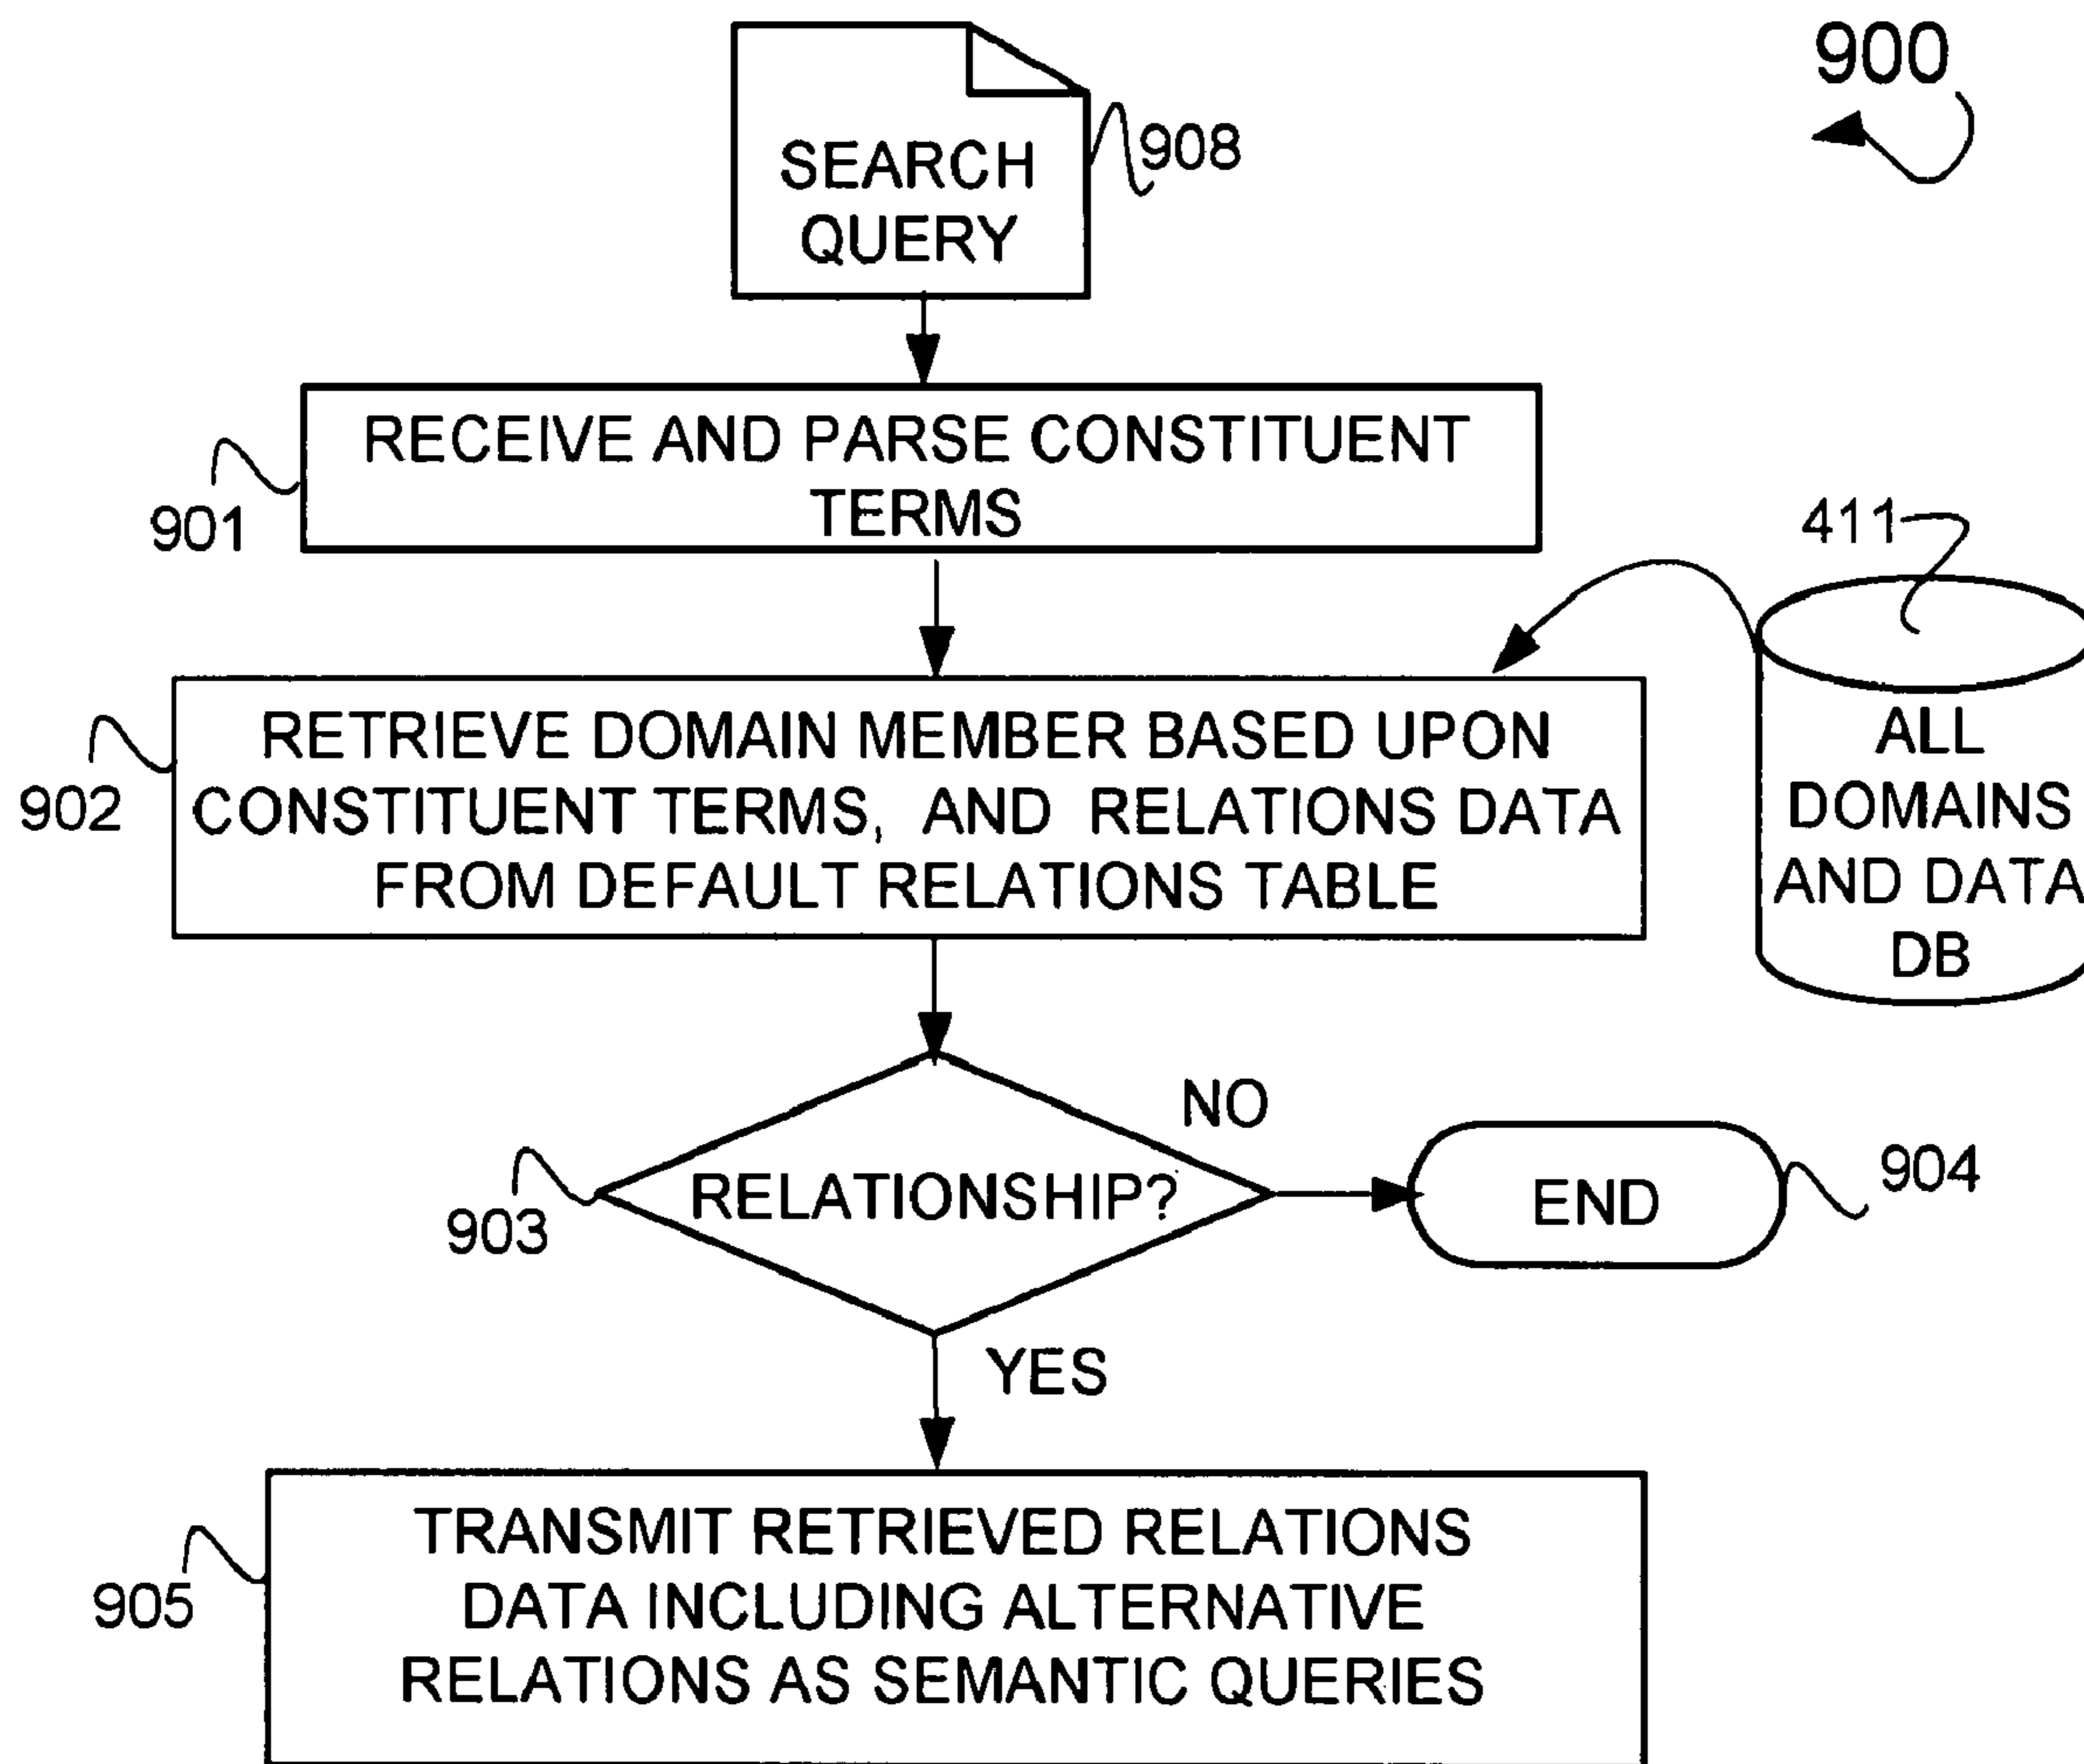 900
SEARCH
QUERY
908
RECEIVE AND PARSE CONSTITUENT
TERMS
901
411
RETRIEVE DOMAIN MEMBER BASED UPON
CONSTITUENT TERMS, AND RELATIONS DATA
FROM DEFAULT RELATIONS TABLE
902
ALL
DOMAINS
AND DATA
DB
NO
RELATIONSHIP?
903
END
904
YES
TRANSMIT RETRIEVED RELATIONS
DATA INCLUDING ALTERNATIVE
RELATIONS AS SEMANTIC QUERIES
905